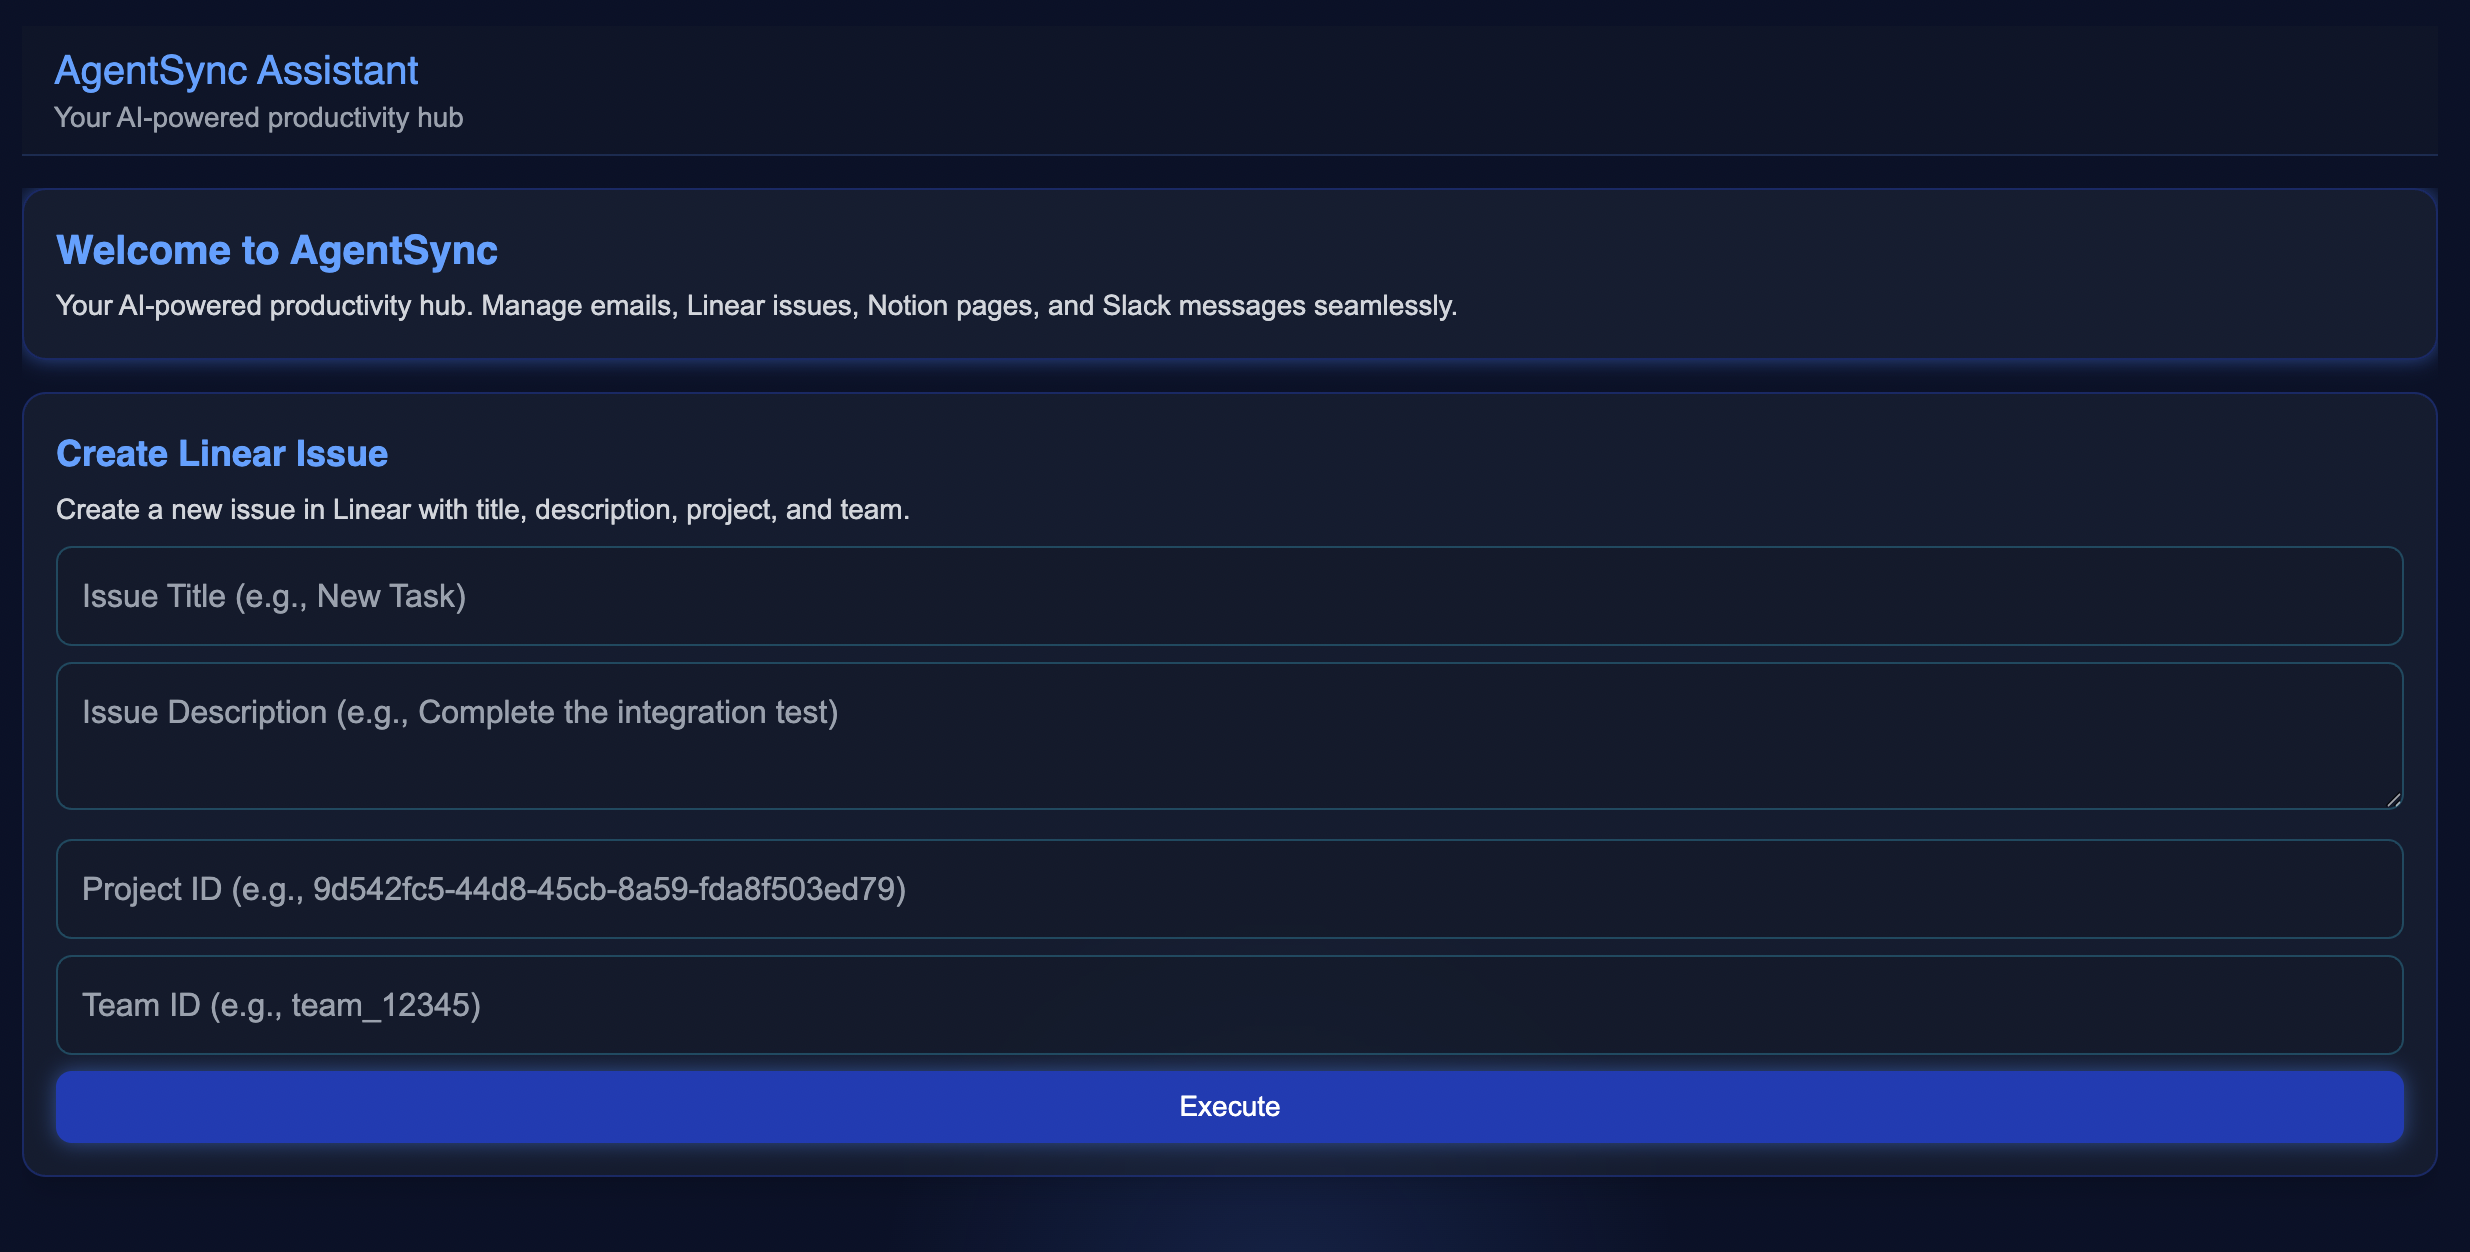 AgentSync Assistant
Your AI-powered productivity hub
Welcome to AgentSync
Your AI-powered productivity hub. Manage emails, Linear issues, Notion pages, and Slack messages seamlessly.
Create Linear Issue
Create a new issue in Linear with title, description, project, and team.
Issue Title (e.g., New Task)
Issue Description (e.g., Complete the integration test)
Project ID (e.g., 9d542fc5-44d8-45cb-8a59-fda8f503ed79)
Team ID (e.g., team_12345)
Execute